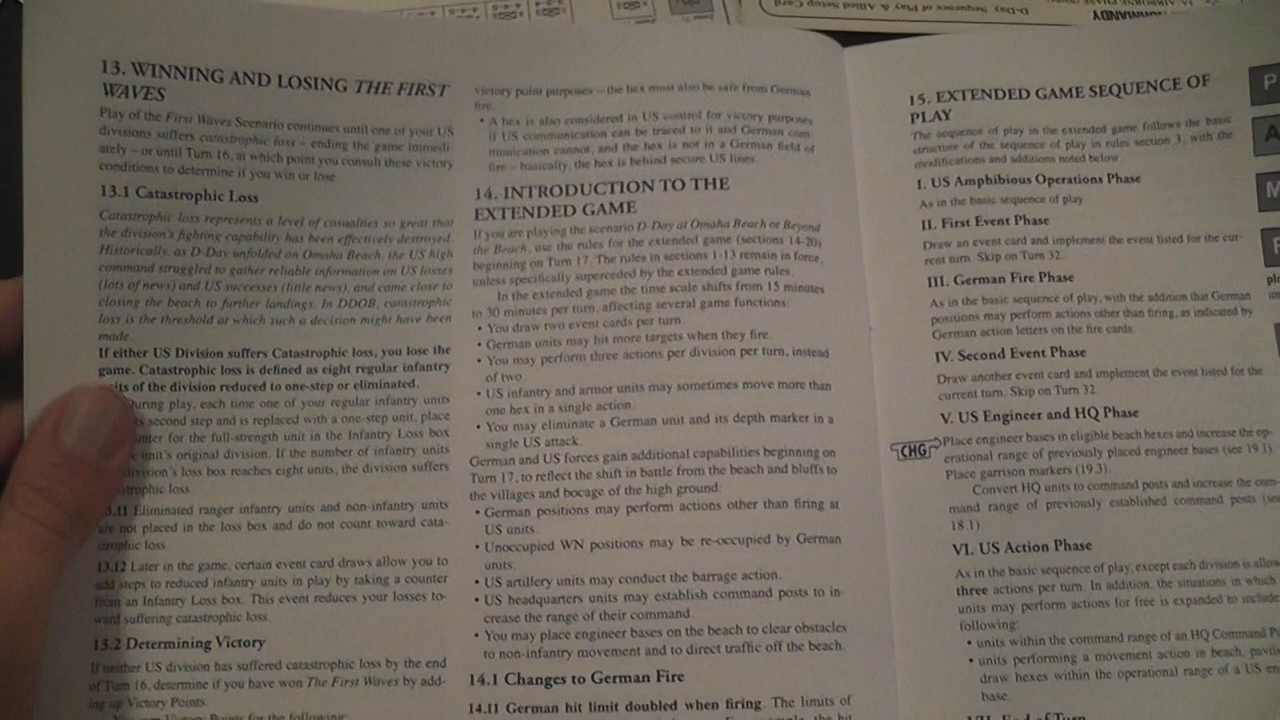 D-Day Sequence of Play & Allied Setup Card
NORMANDY
13. WINNING AND LOSING THE FIRST
WAVES
Play of the First Waves Scenario continues until one of your US
divisions suffers catastrophic loss – ending the game immedi-
ately – or until Turn 16, at which point you consult these victory
conditions to determine if you win or lose.
13.1 Catastrophic Loss
Catastrophic loss represents a level of casualties so great that
the division's fighting capability has been effectively destroyed.
Historically, as D-Day unfolded on Omaha Beach, the US high
command struggled to gather reliable information on US losses
(lots of news) and US successes (little news), and came close to
closing the beach to further landings. In DDOB, catastrophic
loss is the threshold at which such a decision might have been
made.
If either US Division suffers Catastrophic loss, you lose the
game. Catastrophic loss is defined as eight regular infantry
units of the division reduced to one-step or eliminated.
During play, each time one of your regular infantry units
second step and is replaced with a one-step unit, place
counter for the full-strength unit in the Infantry Loss box
unit's original division. If the number of infantry units
division's loss box reaches eight units, the division suffers
catastrophic loss.
13.11 Eliminated ranger infantry units and non-infantry units
are not placed in the loss box and do not count toward cata-
strophic loss.
13.12 Later in the game, certain event card draws allow you to
add steps to reduced infantry units in play by taking a counter
from an Infantry Loss box. This event reduces your losses to-
ward suffering catastrophic loss.
13.2 Determining Victory
If neither US division has suffered catastrophic loss by the end
of Turn 16, determine if you have won The First Waves by add-
ing up Victory Points.
Victory Points for the following:
victory point purposes – the hex must also be safe from German
fire.
• A hex is also considered in US control for victory purposes
if US communication can be traced to it and German com-
munication cannot, and the hex is not in a German field of
fire – basically, the hex is behind secure US lines.
14. INTRODUCTION TO THE
EXTENDED GAME
If you are playing the scenario D-Day at Omaha Beach or Beyond
the Beach, use the rules for the extended game (sections 14-20)
beginning on Turn 17. The rules in sections 1-13 remain in force,
unless specifically superceded by the extended game rules.
In the extended game the time scale shifts from 15 minutes
to 30 minutes per turn, affecting several game functions:
• You draw two event cards per turn.
• German units may hit more targets when they fire.
• You may perform three actions per division per turn, instead
of two.
• US infantry and armor units may sometimes move more than
one hex in a single action.
• You may eliminate a German unit and its depth marker in a
single US attack.
German and US forces gain additional capabilities beginning on
Turn 17, to reflect the shift in battle from the beach and bluffs to
the villages and bocage of the high ground:
• German positions may perform actions other than firing at
US units.
• Unoccupied WN positions may be re-occupied by German
units.
• US artillery units may conduct the barrage action.
• US headquarters units may establish command posts to in-
crease the range of their command.
• You may place engineer bases on the beach to clear obstacles
to non-infantry movement and to direct traffic off the beach.
14.1 Changes to German Fire
14.11 German hit limit doubled when firing. The limits of
15. EXTENDED GAME SEQUENCE OF
PLAY
The sequence of play in the extended game follows the basic
structure of the sequence of play in rules section 3, with the
modifications and additions noted below.
I. US Amphibious Operations Phase
As in the basic sequence of play.
II. First Event Phase
Draw an event card and implement the event listed for the cur-
rent turn. Skip on Turn 32.
III. German Fire Phase
As in the basic sequence of play, with the addition that German
positions may perform actions other than firing, as indicated by
German action letters on the fire cards.
IV. Second Event Phase
Draw another event card and implement the event listed for the
current turn. Skip on Turn 32.
V. US Engineer and HQ Phase
CHG
Place engineer bases in eligible beach hexes and increase the op-
erational range of previously placed engineer bases (see 19.1).
Place garrison markers (19.3).
Convert HQ units to command posts and increase the com-
mand range of previously established command posts (see
18.1).
VI. US Action Phase
As in the basic sequence of play, except each division is allow
three actions per turn. In addition, the situations in which
units may perform actions for free is expanded to include
following:
• units within the command range of an HQ Command P
• units performing a movement action in beach, pavil
draw hexes within the operational range of a US en
base.
VII. End of Turn
P
A
M